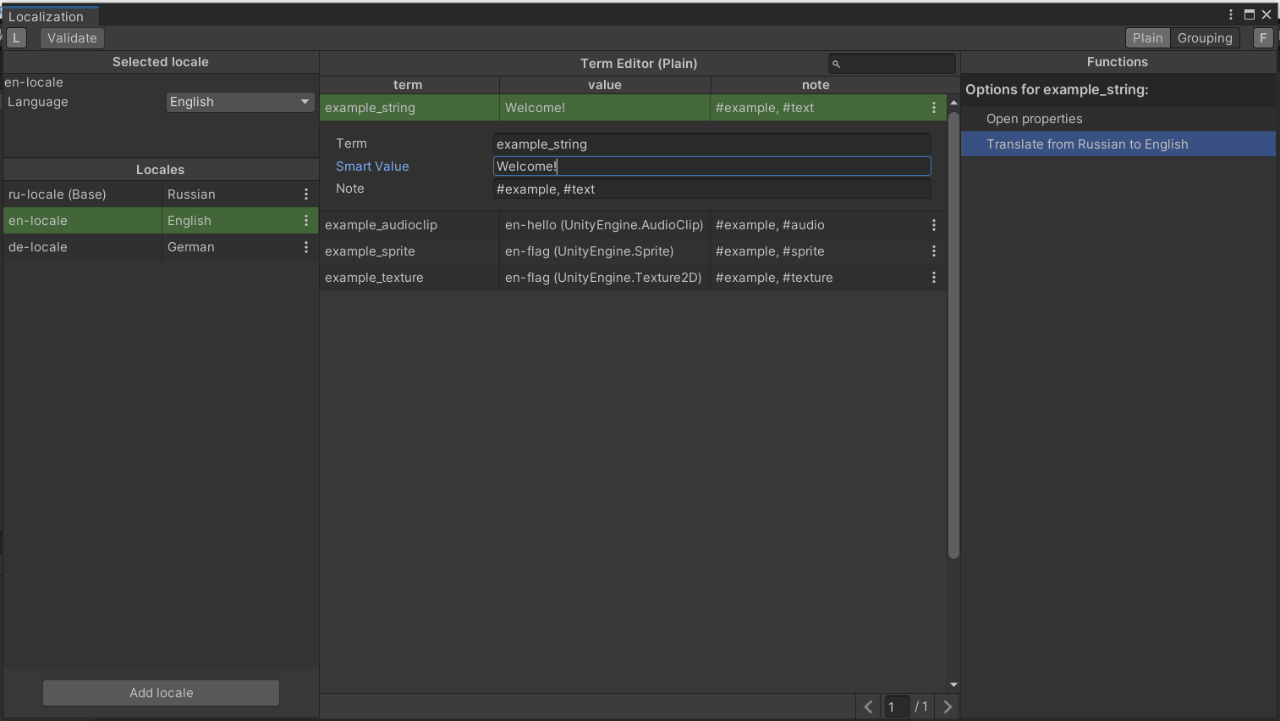 Localization
L Validate Plain Grouping F
Selected locale
en-locale
Language English
Locales
ru-locale (Base) Russian
en-locale English
de-locale German
Add locale
Term Editor (Plain)
term value note
example_string Welcome! #example, #text
Term example_string
Smart Value Welcome!
Note #example, #text
example_audioclip en-hello (UnityEngine.AudioClip) #example, #audio
example_sprite en-flag (UnityEngine.Sprite) #example, #sprite
example_texture en-flag (UnityEngine.Texture2D) #example, #texture
1 / 1
Functions
Options for example_string:
Open properties
Translate from Russian to English